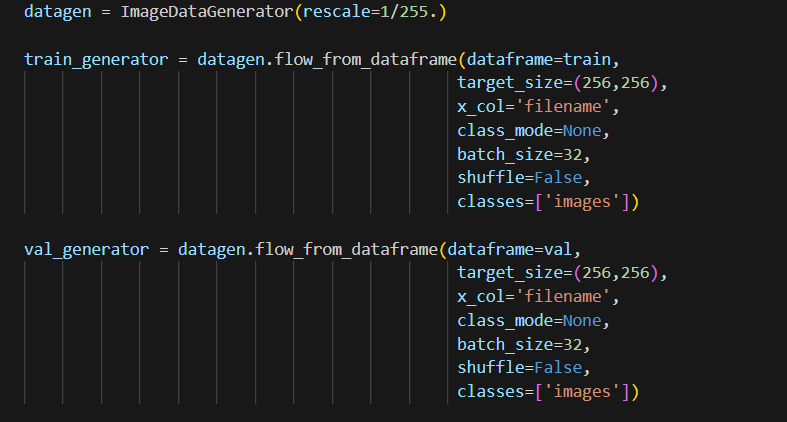 datagen = ImageDataGenerator(rescale=1/255.)
train_generator = datagen.flow_from_dataframe(dataframe=train,
target_size=(256,256),
x_col='filename',
class_mode=None,
batch_size=32,
shuffle=False,
classes=['images'])
val_generator = datagen.flow_from_dataframe(dataframe=val,
target_size=(256,256),
x_col='filename',
class_mode=None,
batch_size=32,
shuffle=False,
classes=['images'])